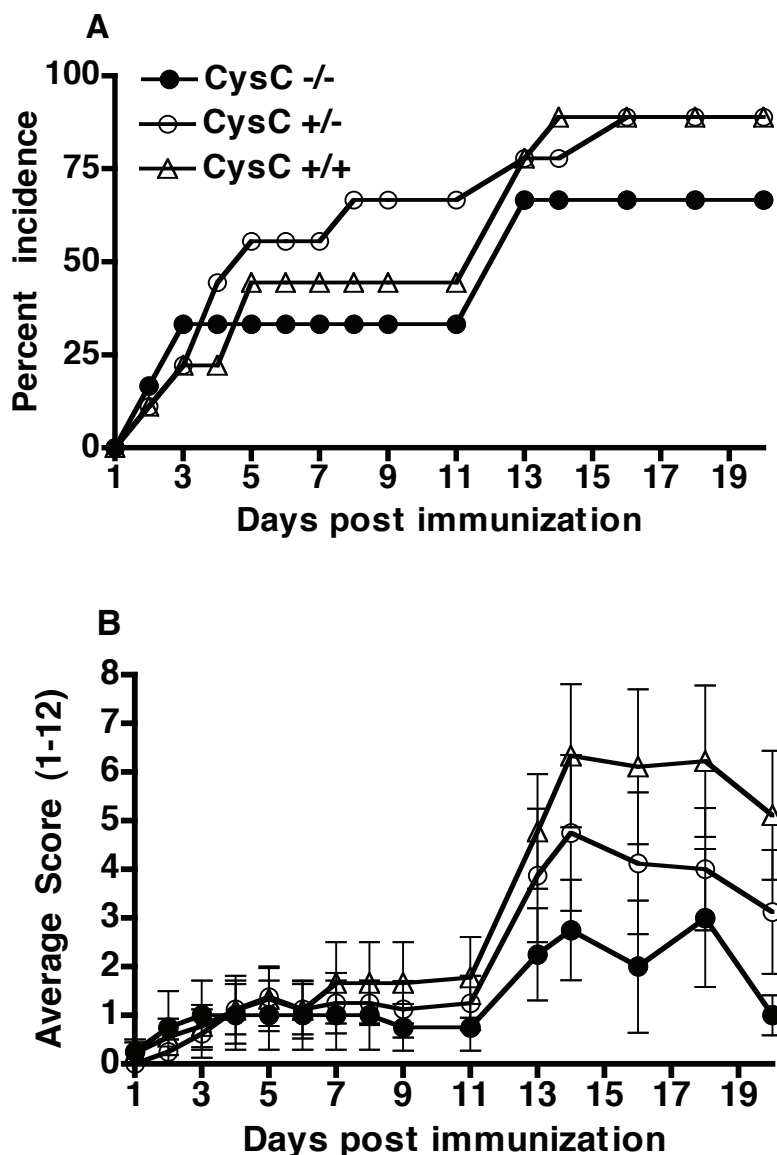 A
CysC -/-
CysC +/-
CysC +/+
100
75
50
25
0
Percent incidence
1 3 5 7 9 11 13 15 17 19
Days post immunization
B
8
7
6
5
4
3
2
1
0
Average Score (1-12)
1 3 5 7 9 11 13 15 17 19
Days post immunization